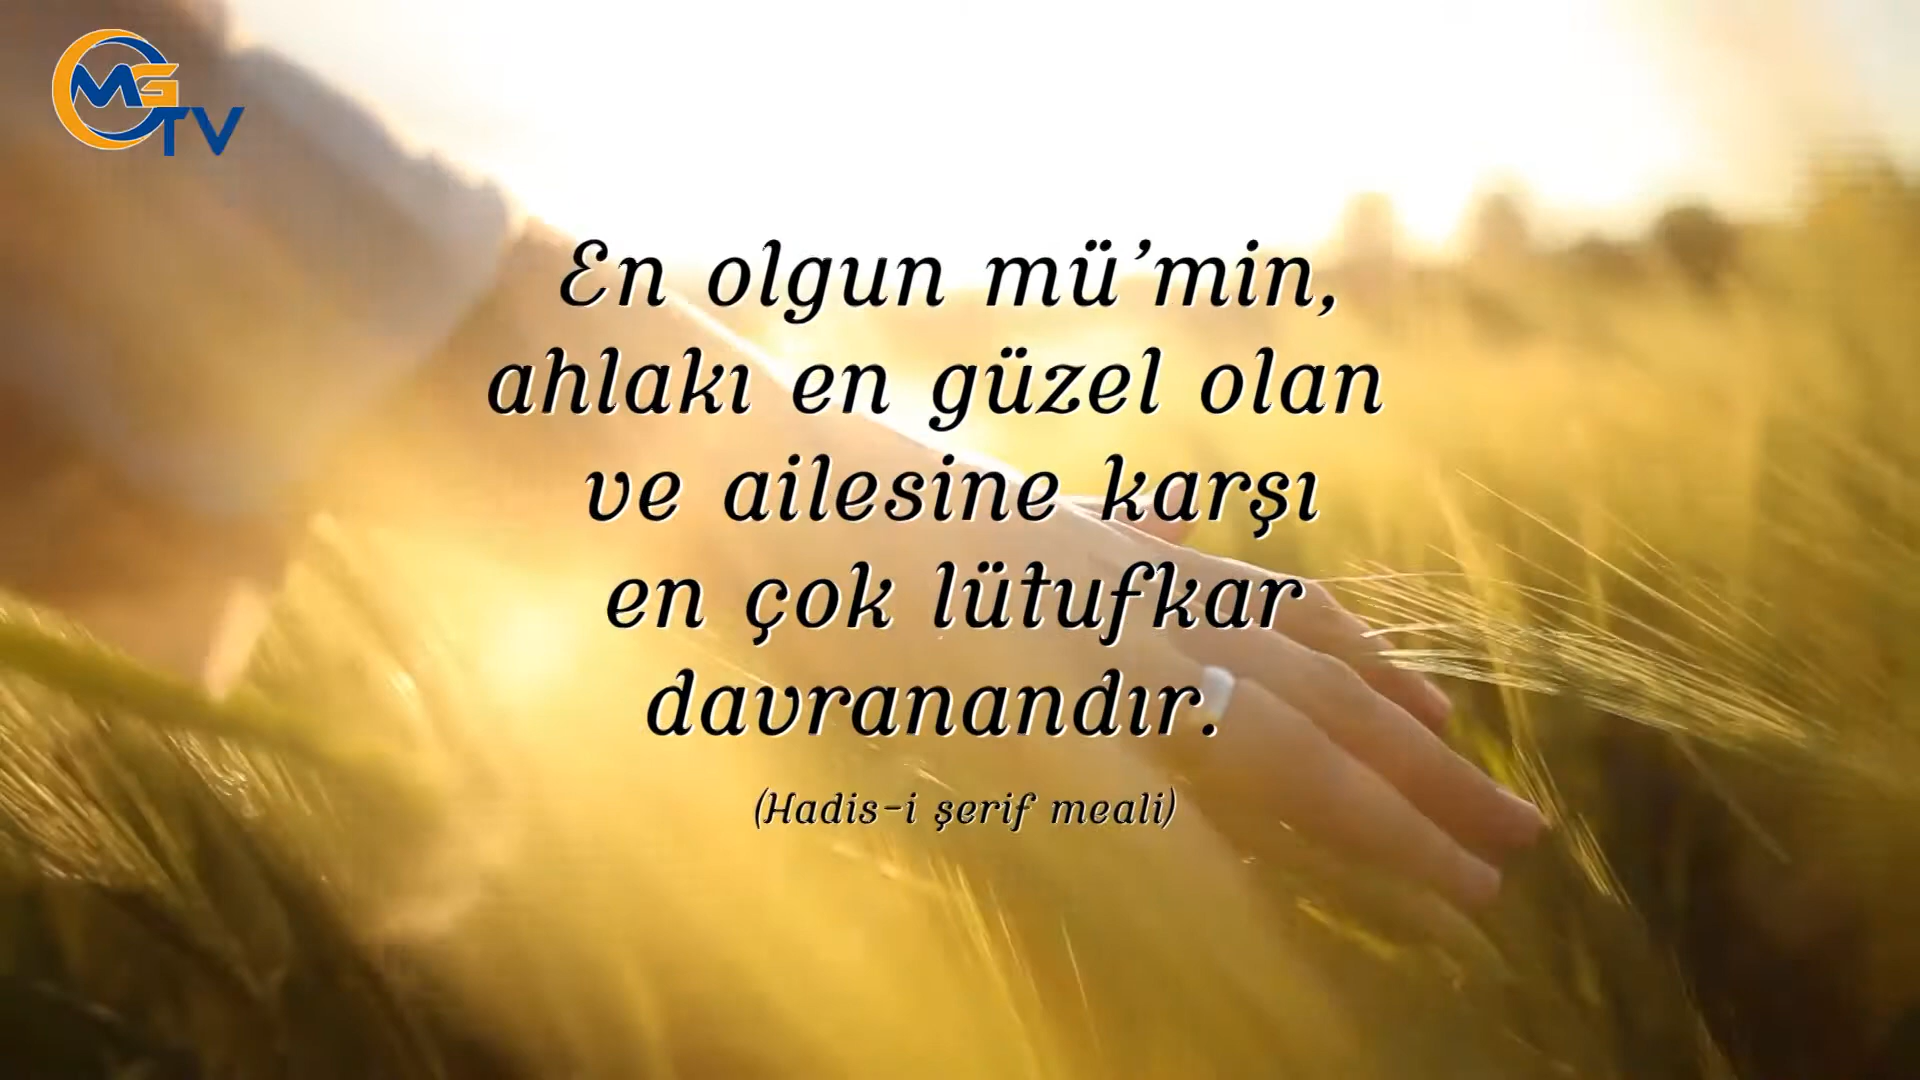 MG
TV
En olgun mü’min,
ahlakı en güzel olan
ve ailesine karşı
en çok lütufkar
davranandır.
(Hadis-i şerif meali)